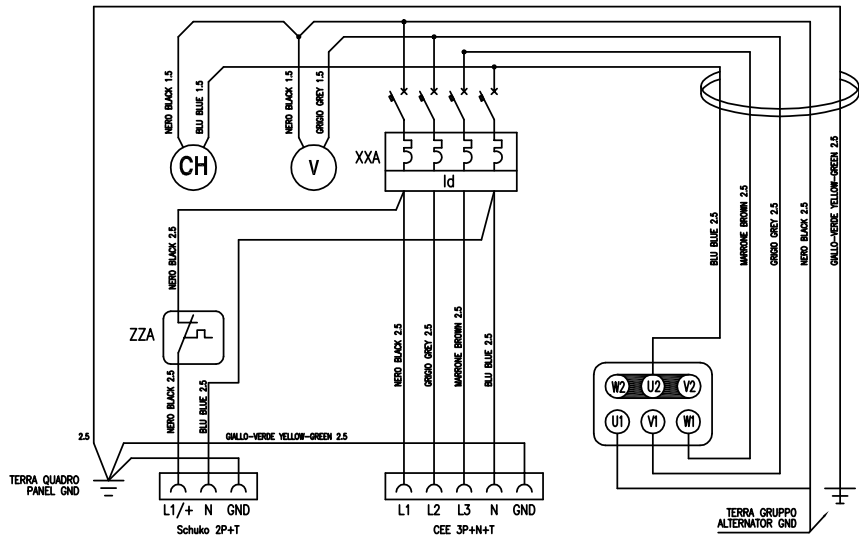 NERO BLACK 1.5
BLU BLUE 1.5
NERO BLACK 1.5
GRIGIO GREY 1.5
CH
V
XXA
Id
BLU BLUE 2.5
MARRONE BROWN 2.5
GRIGIO GREY 2.5
NERO BLACK 2.5
GIALLO-VERDE YELLOW-GREEN 2.5
NERO BLACK 2.5
ZZA
NERO BLACK 2.5
BLU BLUE 2.5
NERO BLACK 2.5
GRIGIO GREY 2.5
MARRONE BROWN 2.5
BLU BLUE 2.5
W2 U2 V2
U1 V1 W1
2.5
GIALLO-VERDE YELLOW-GREEN 2.5
TERRA QUADRO
PANEL GND
L1/+ N GND
Schuko 2P+T
L1 L2 L3 N GND
CEE 3P+N+T
TERRA GRUPPO
ALTERNATOR GND